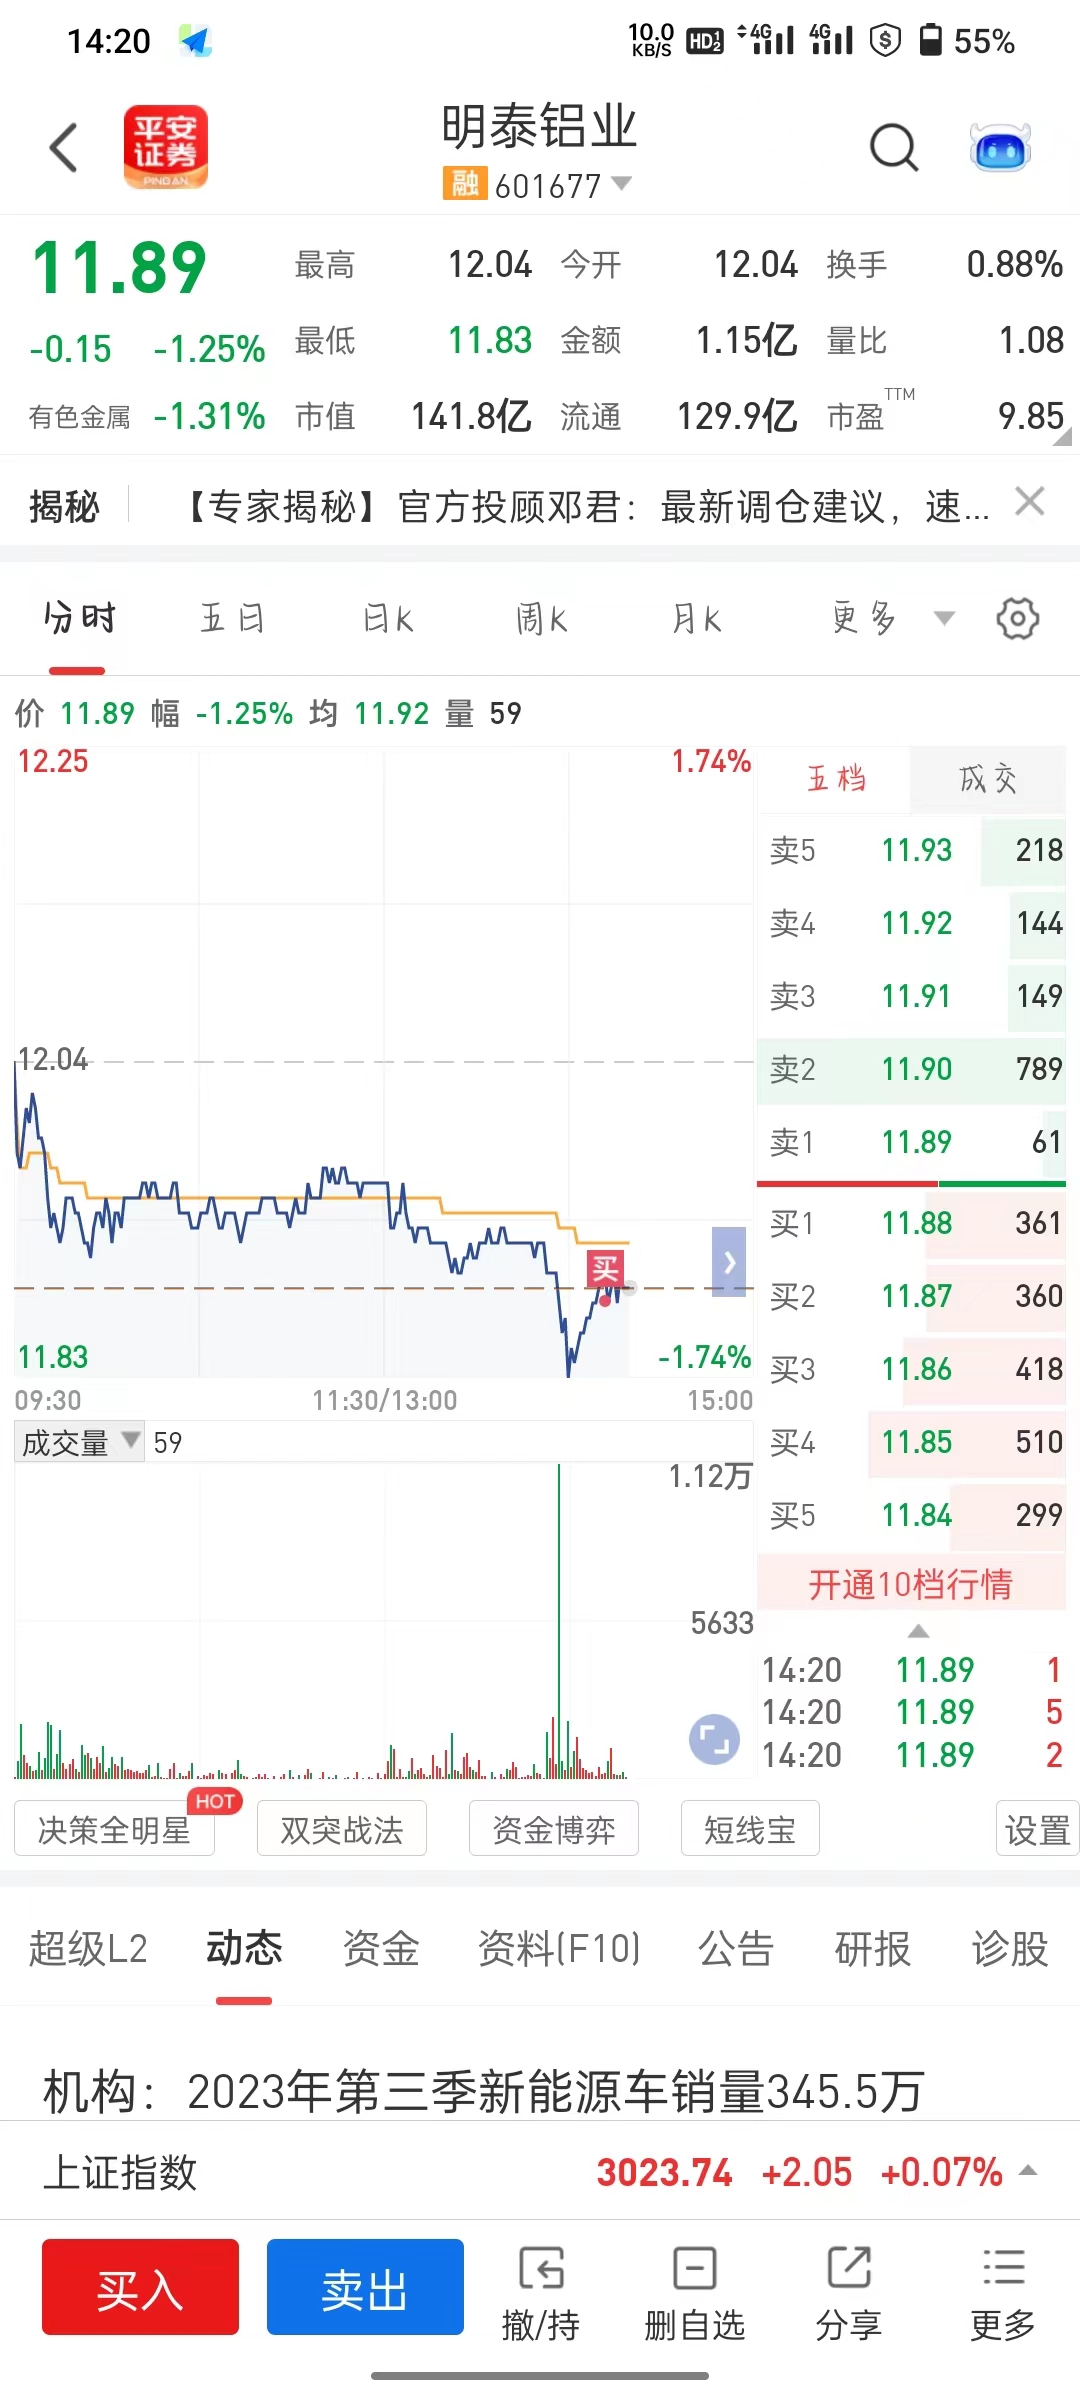 14:20 10.0 KB/S HD 1 2 4G 4G 55%
平安证券 PINGAN 明泰铝业
融 601677
11.89 最高 12.04 今开 12.04 换手 0.88%
-0.15 -1.25% 最低 11.83 金额 1.15亿 量比 1.08
有色金属 -1.31% 市值 141.8亿 流通 129.9亿 市盈TTM 9.85
揭秘 【专家揭秘】官方投顾邓君：最新调仓建议，速...
分时 五日 日K 周K 月K 更多
价 11.89 幅 -1.25% 均 11.92 量 59
12.25 1.74%
12.04
买
11.83 -1.74%
09:30 11:30/13:00 15:00
成交量 59
1.12万
5633
五档 成交
卖5 11.93 218
卖4 11.92 144
卖3 11.91 149
卖2 11.90 789
卖1 11.89 61
买1 11.88 361
买2 11.87 360
买3 11.86 418
买4 11.85 510
买5 11.84 299
开通10档行情
14:20 11.89 1
14:20 11.89 5
14:20 11.89 2
决策全明星 HOT 双突战法 资金博弈 短线宝 设置
超级L2 动态 资金 资料(F10) 公告 研报 诊股
机构：2023年第三季新能源车销量345.5万
上证指数 3023.74 +2.05 +0.07%
买入 卖出 撤/持 删自选 分享 更多